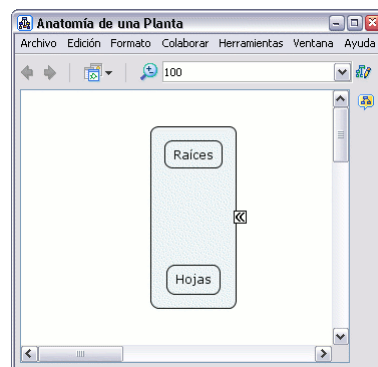 Anatomía de una Planta
Archivo Edición Formato Colaborar Herramientas Ventana Ayuda
100
Raíces
Hojas